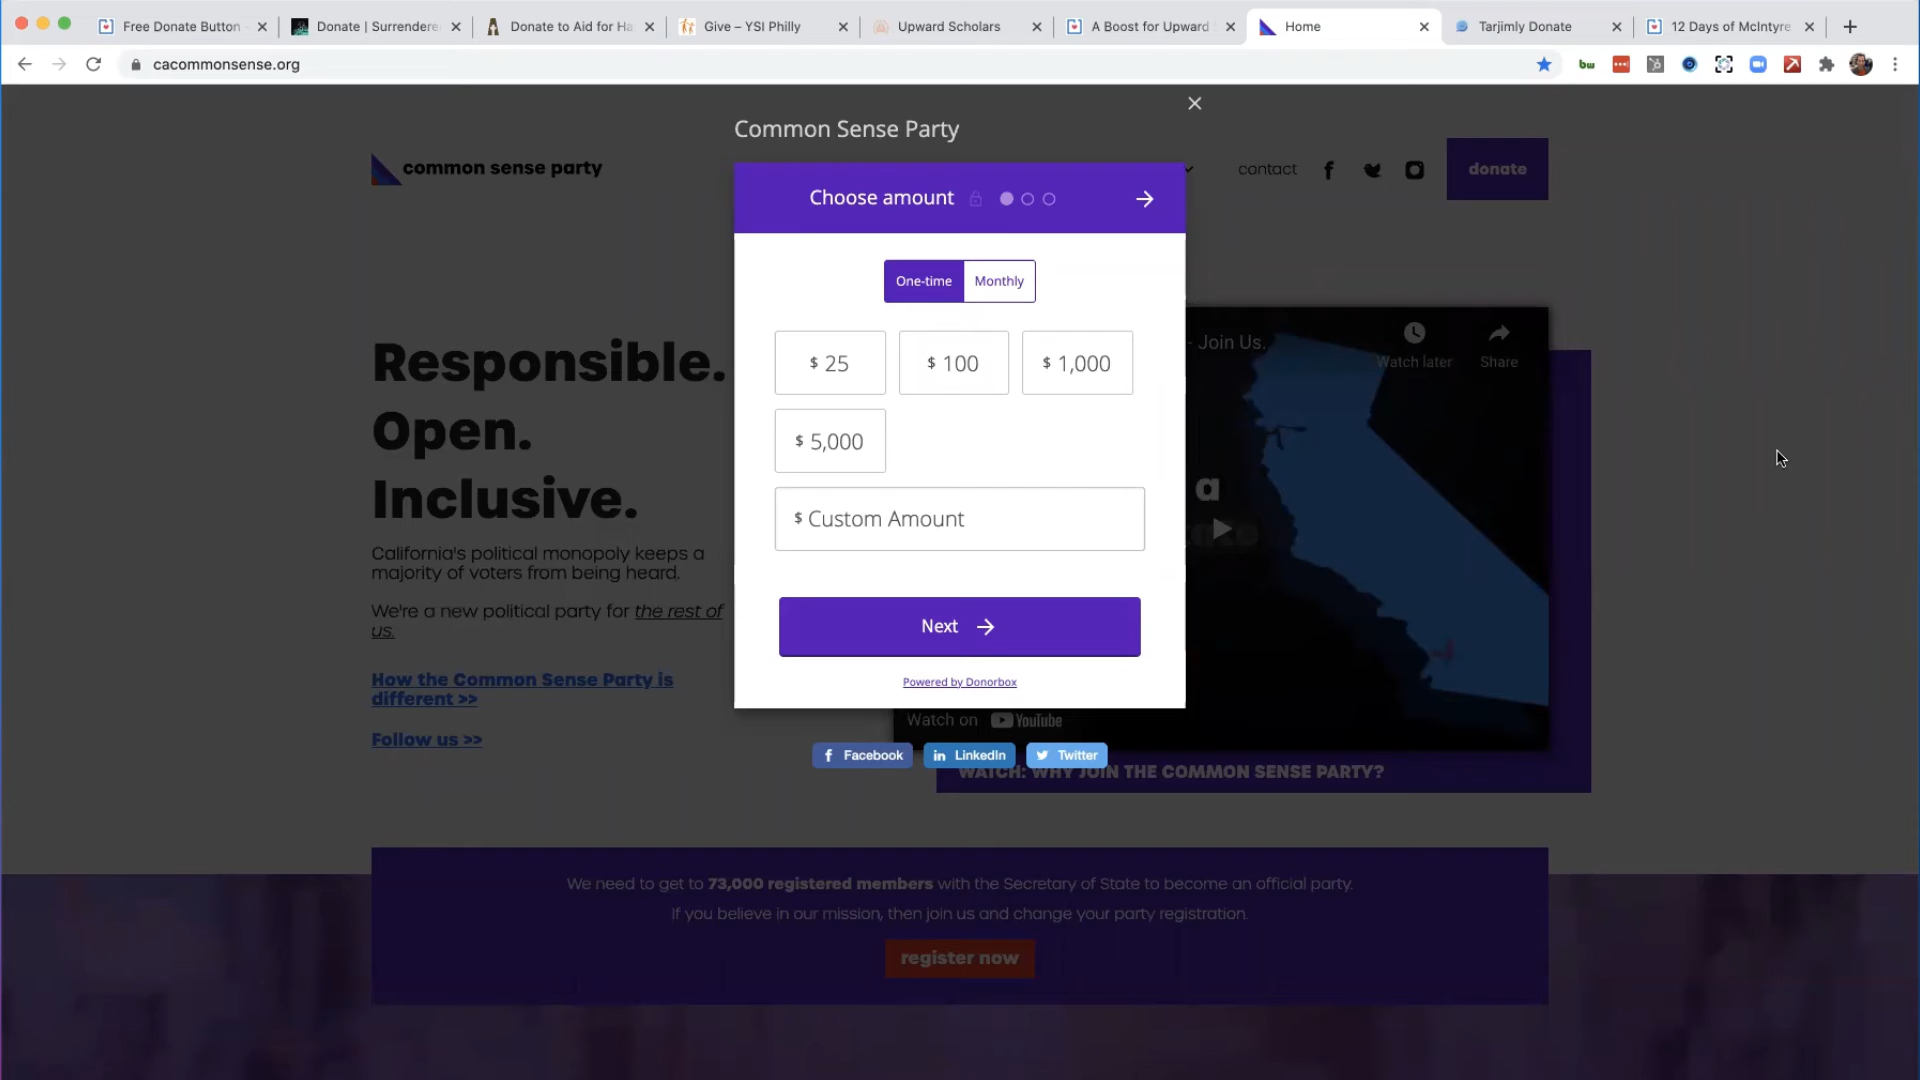 Free Donate Button
Donate | Surrendere
Donate to Aid for Ha
Give – YSI Philly
Upward Scholars
A Boost for Upward
Home
Tarjimly Donate
12 Days of McIntyre
cacommonsense.org
bw
Common Sense Party
common sense party
contact
donate
Choose amount
One-time
Monthly
$ 25
$ 100
$ 1,000
$ 5,000
$ Custom Amount
Next
Powered by Donorbox
Responsible.
Open.
Inclusive.
California's political monopoly keeps a
majority of voters from being heard.
We're a new political party for the rest of
us.
How the Common Sense Party is
different >>
Follow us >>
- Join Us.
Watch later
Share
a
Watch on YouTube
Facebook
LinkedIn
Twitter
WATCH: WHY JOIN THE COMMON SENSE PARTY?
We need to get to 73,000 registered members with the Secretary of State to become an official party.
If you believe in our mission, then join us and change your party registration.
register now